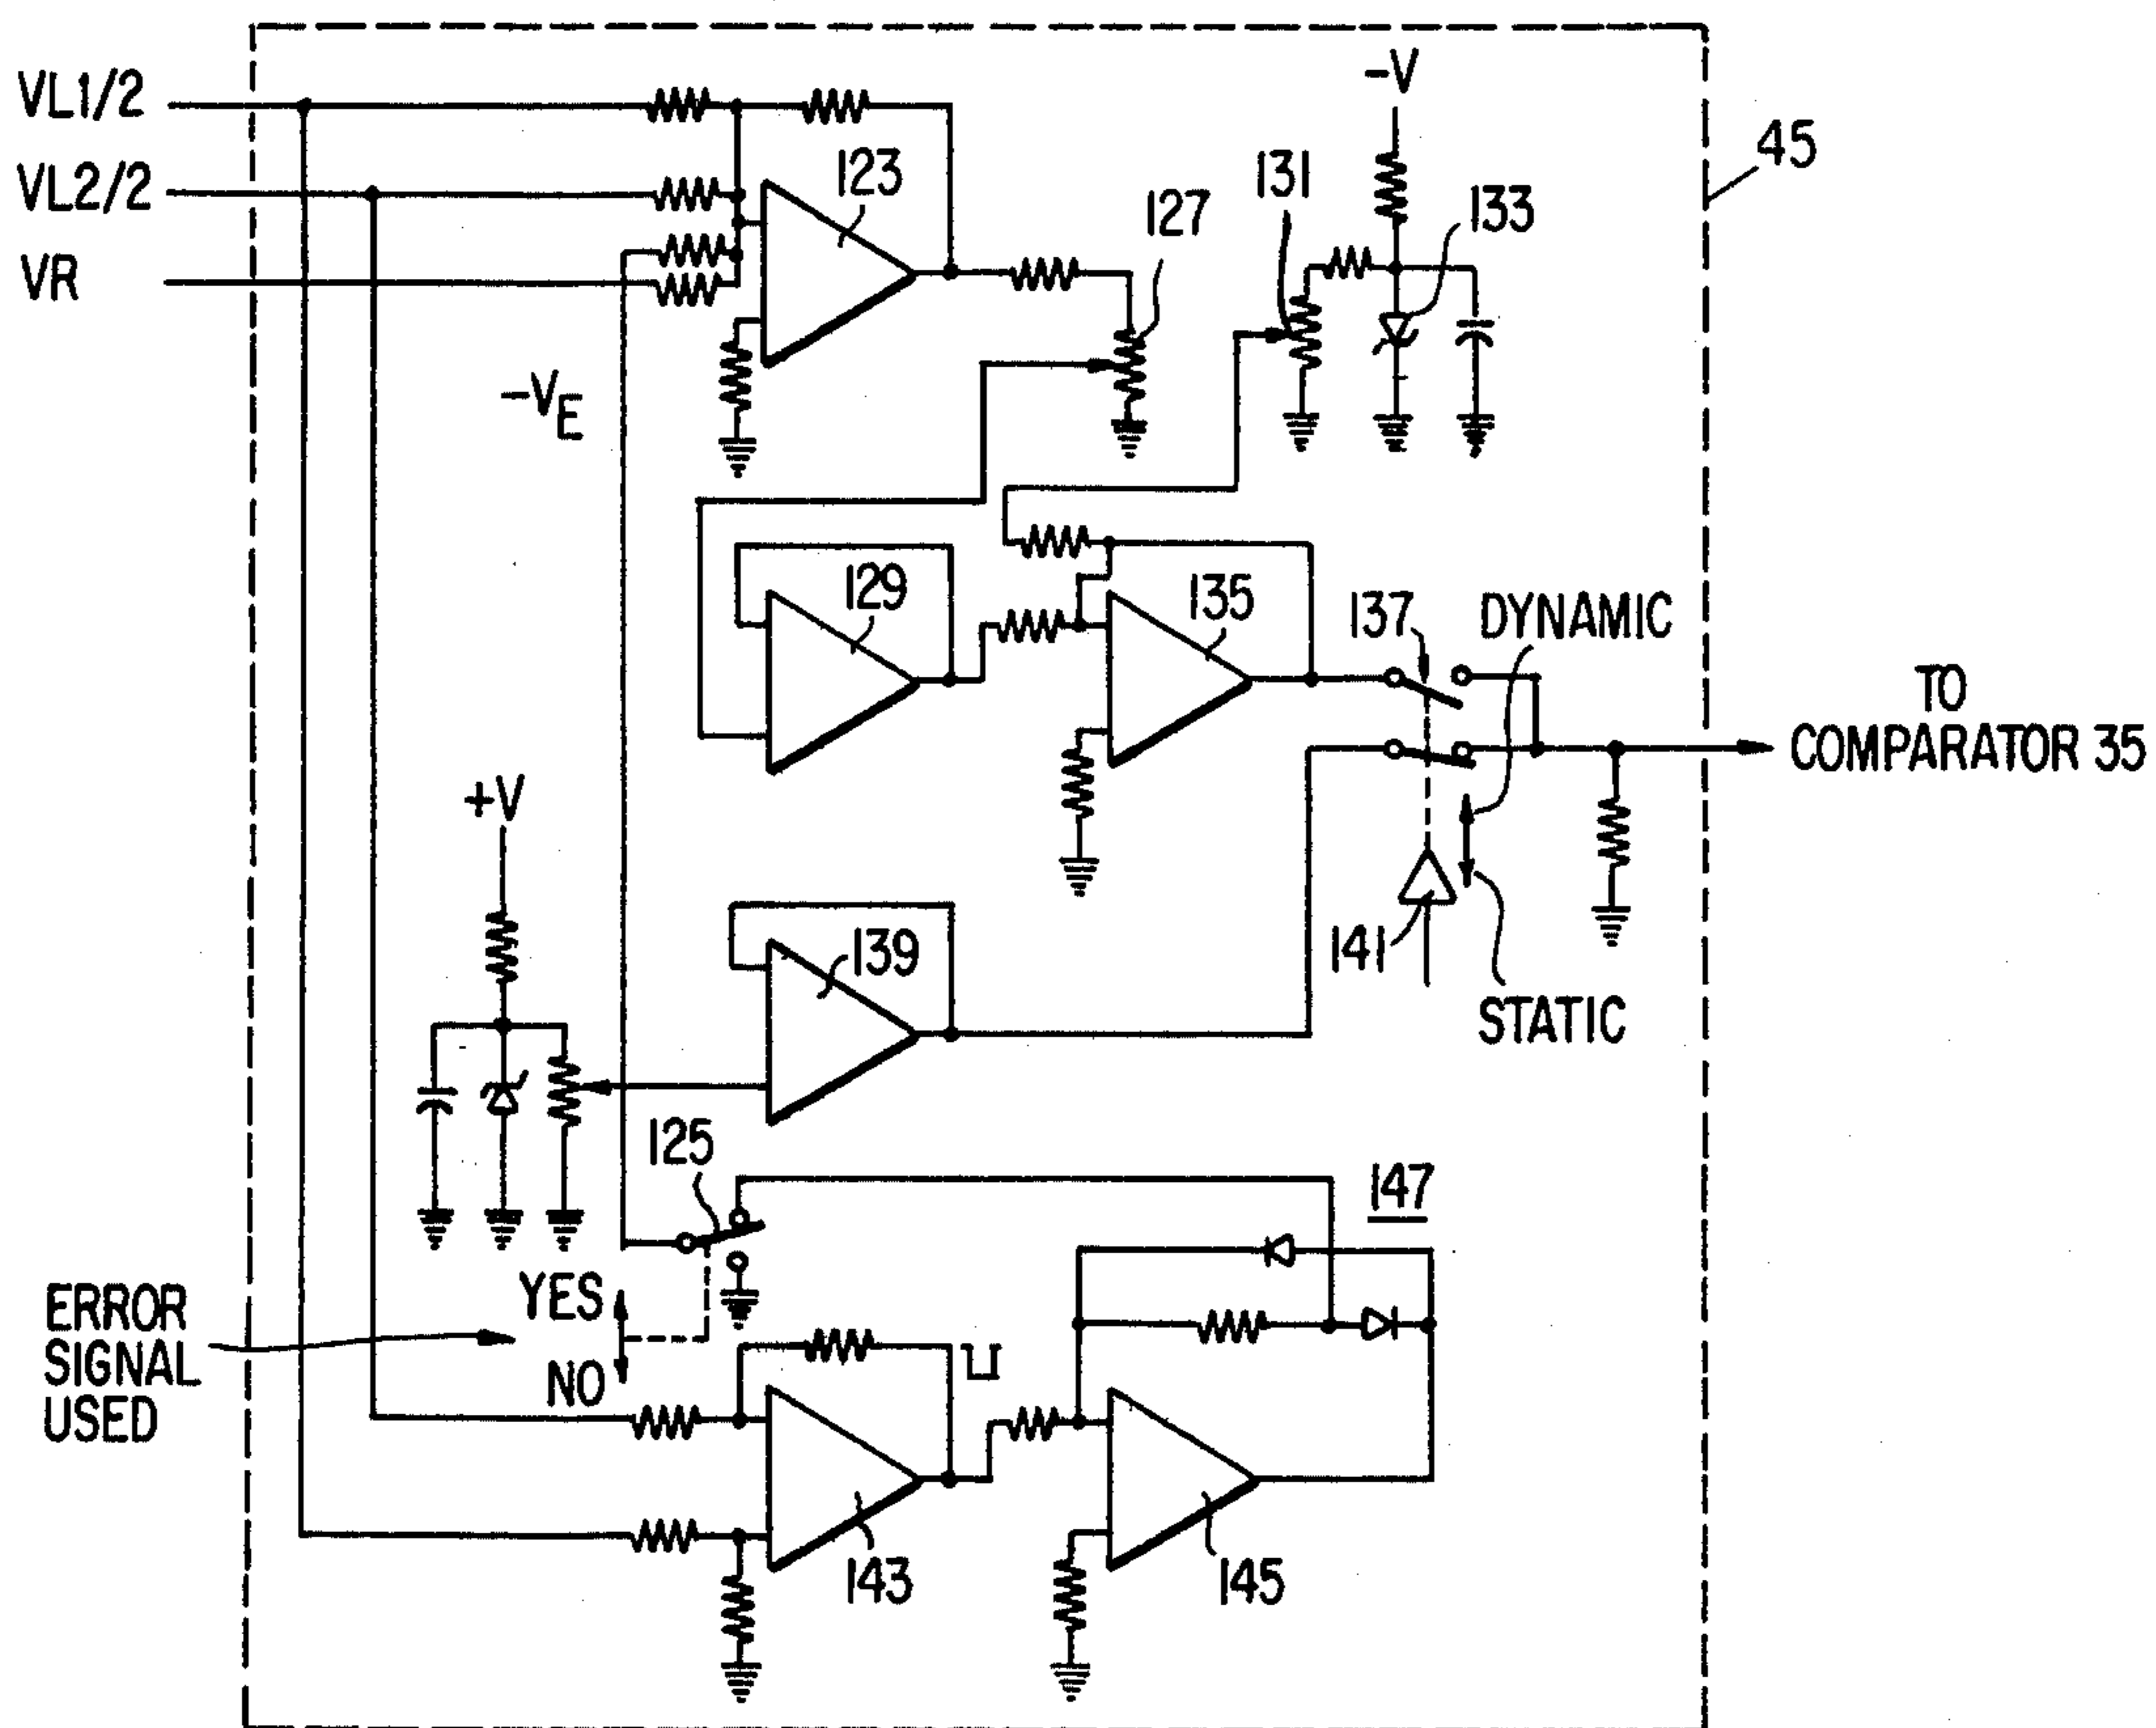 VL1/2
VL2/2
VR
-V
45
123
127
131
133
-VE
129
135
137
DYNAMIC
TO
COMPARATOR 35
+V
139
141
STATIC
125
147
YES
NO
ERROR
SIGNAL
USED
143
145